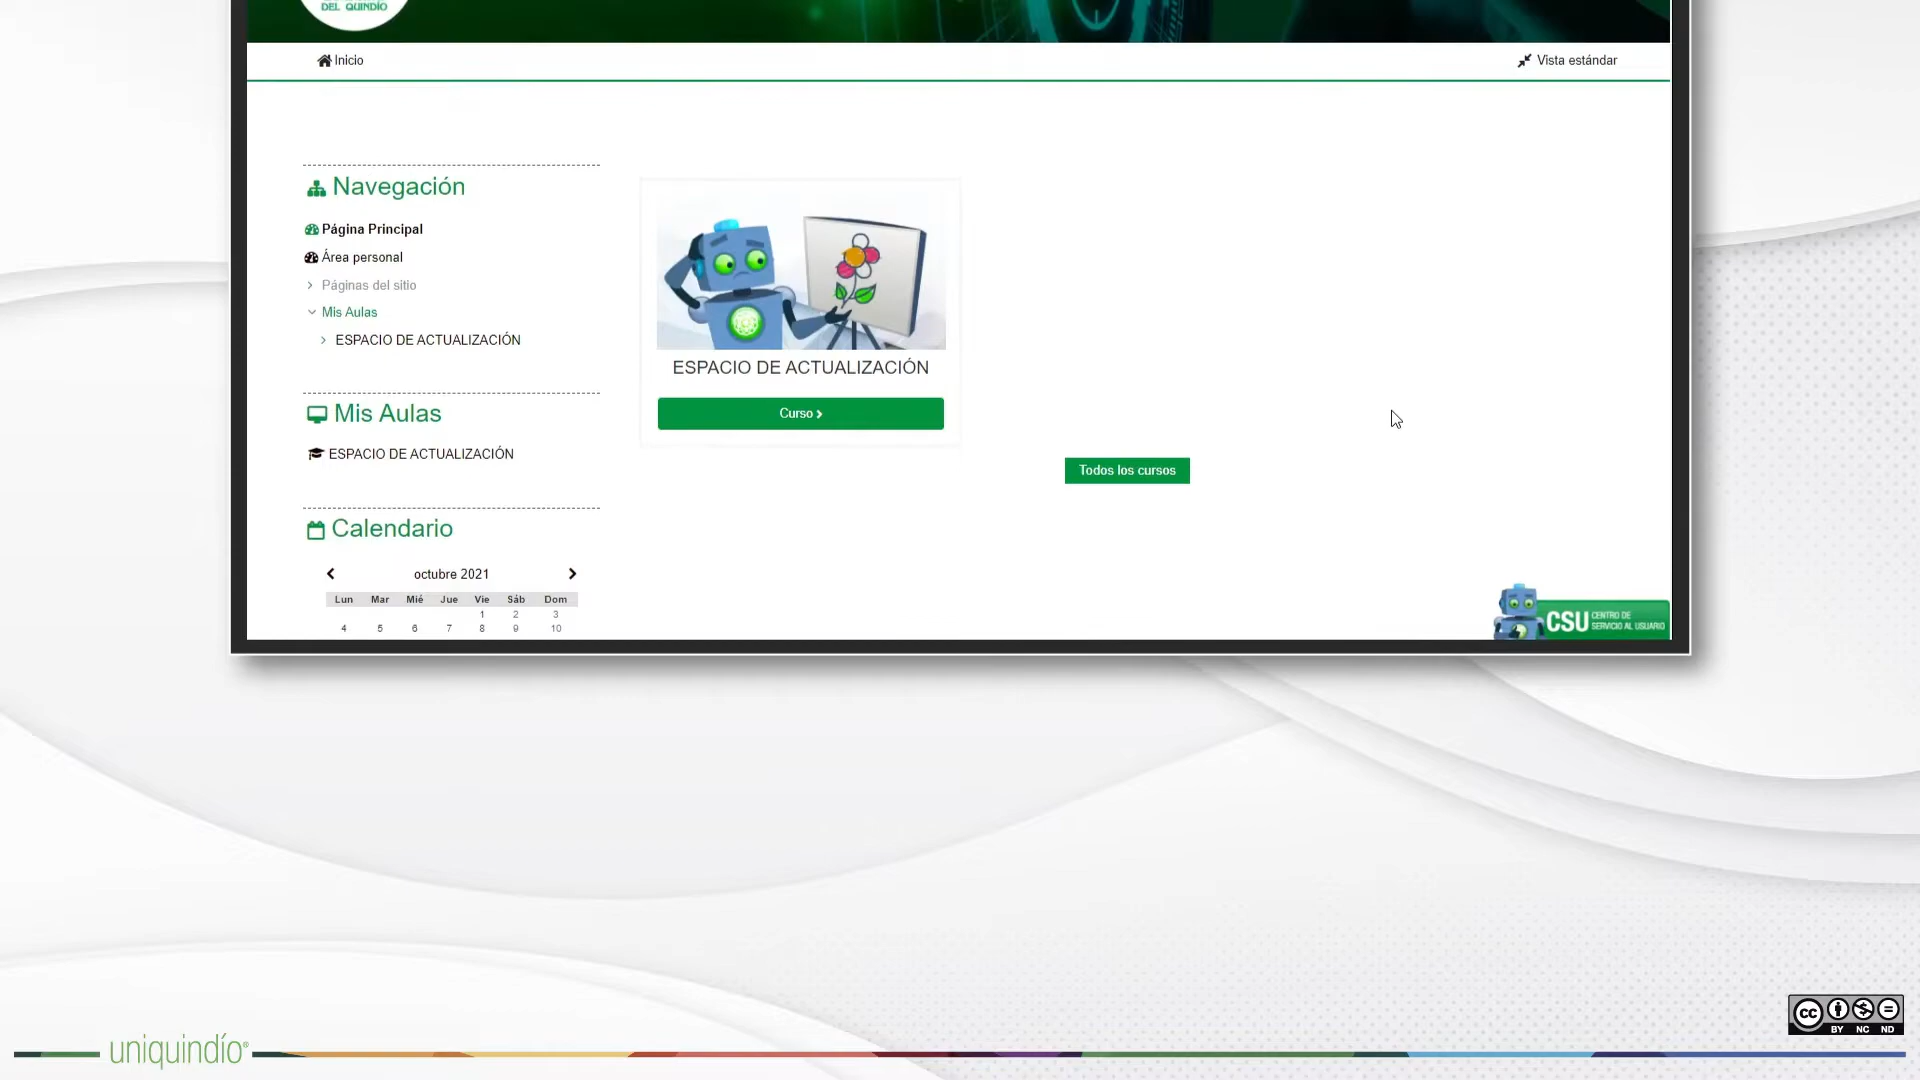 DEL QUINDÍO
Inicio
Vista estándar
Navegación
Página Principal
Área personal
Páginas del sitio
Mis Aulas
ESPACIO DE ACTUALIZACIÓN
ESPACIO DE ACTUALIZACIÓN
Curso
Mis Aulas
ESPACIO DE ACTUALIZACIÓN
Todos los cursos
Calendario
octubre 2021
Lun Mar Mié Jue Vie Sáb Dom
1 2 3
4 5 6 7 8 9 10
CSU CENTRO DE
SERVICIO AL USUARIO
uniquindío®
cc
BY NC ND